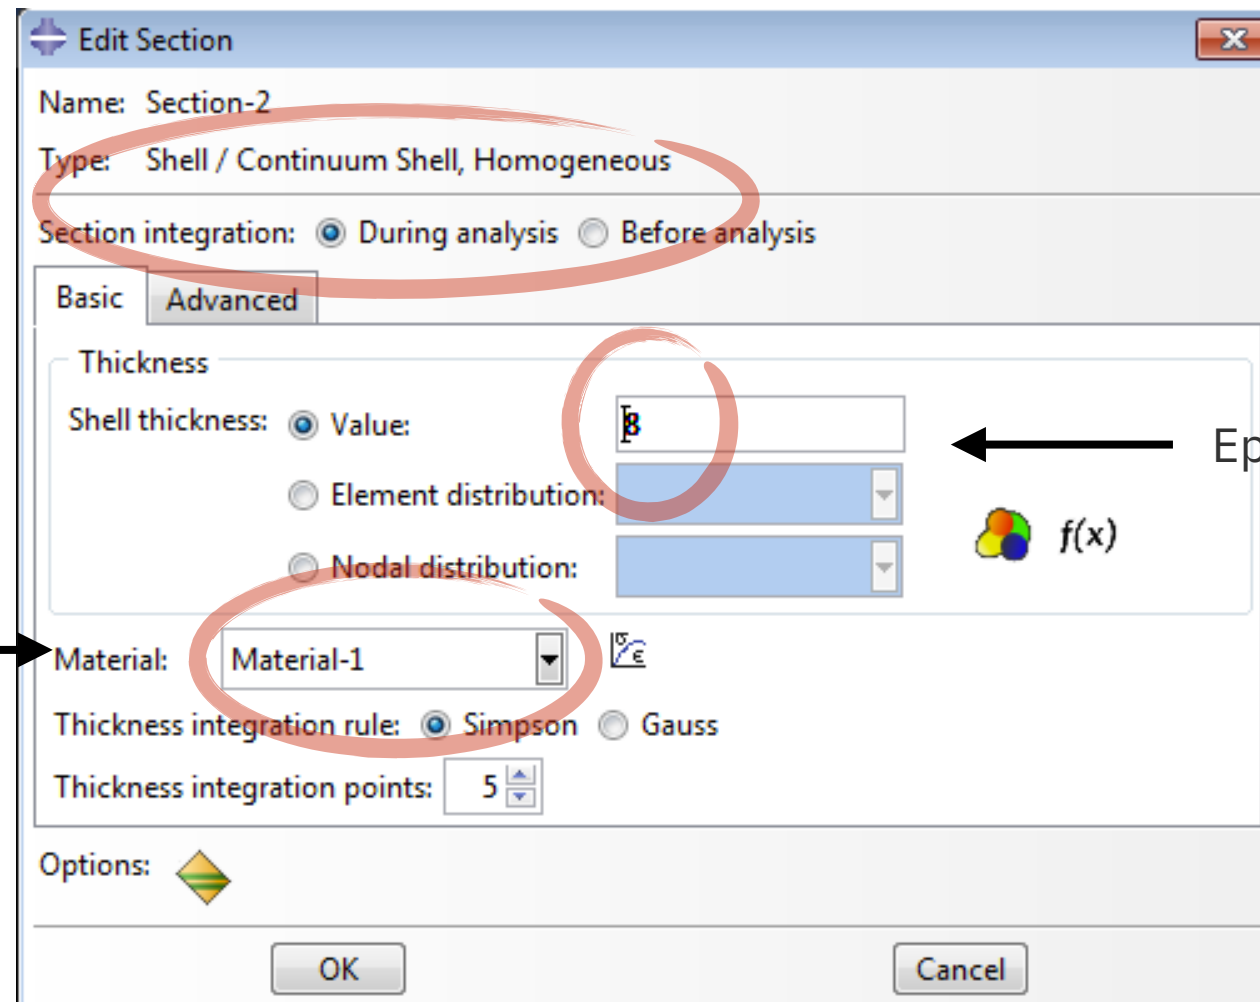 Edit Section
Name: Section-2
Type: Shell / Continuum Shell, Homogeneous
Section integration: During analysis Before analysis
Basic Advanced
Thickness
Shell thickness: Value: 8
Ep
Element distribution:
f(x)
Nodal distribution:
Material: Material-1 σ ε
Thickness integration rule: Simpson Gauss
Thickness integration points: 5
Options:
OK Cancel